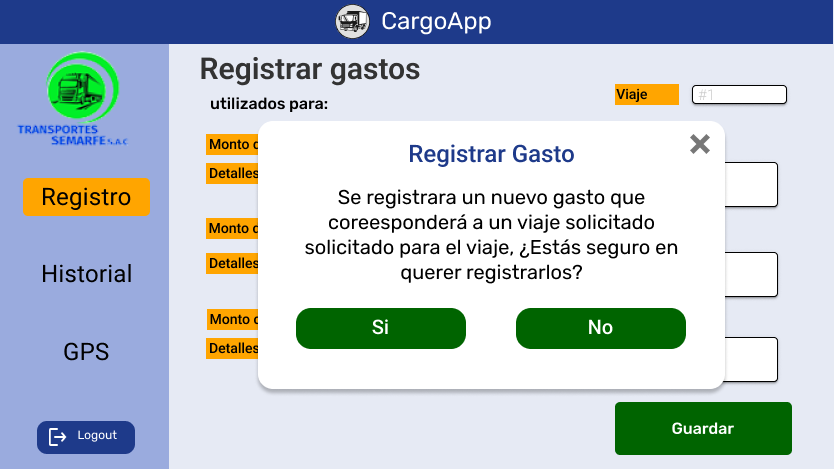 CargoApp
TRANSPORTES
SEMARFE S.A.C
Registro
Historial
GPS
Logout
Registrar gastos
utilizados para:
Viaje
#1
Monto
Detalles
Monto
Detalles
Monto
Detalles
Registrar Gasto
Se registrara un nuevo gasto que
coreesponderá a un viaje solicitado
solicitado para el viaje, ¿Estás seguro en
querer registrarlos?
Si
No
Guardar